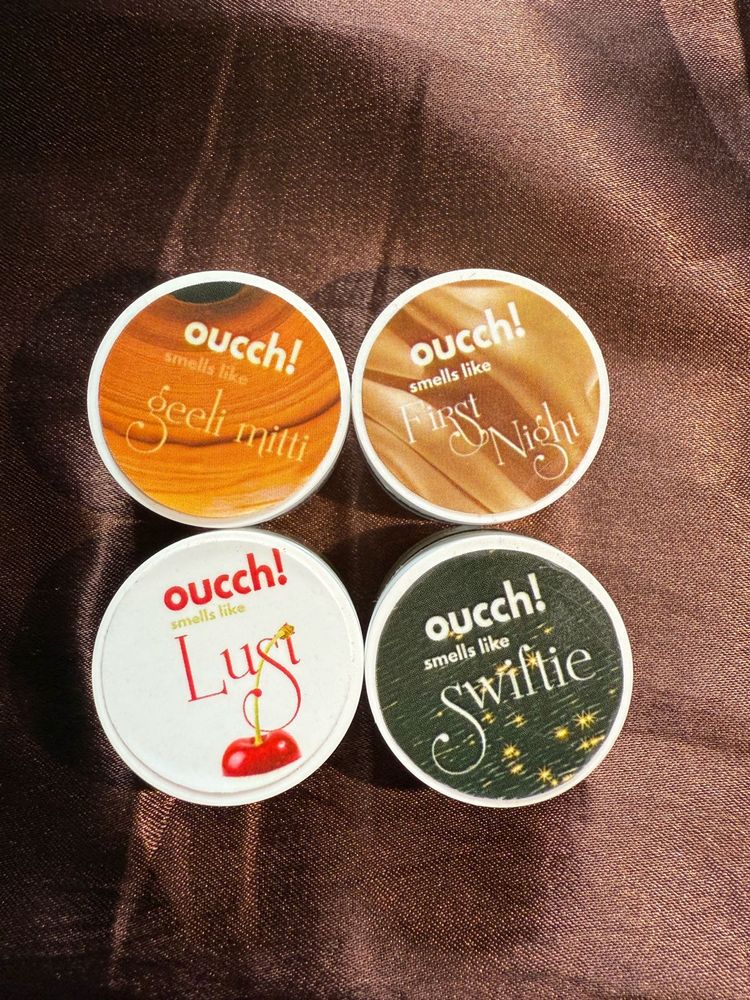 oucch!
smells like
geeli mitti
oucch!
smells like
First
Night
oucch!
smells like
Lust
oucch!
smells like
swiftie